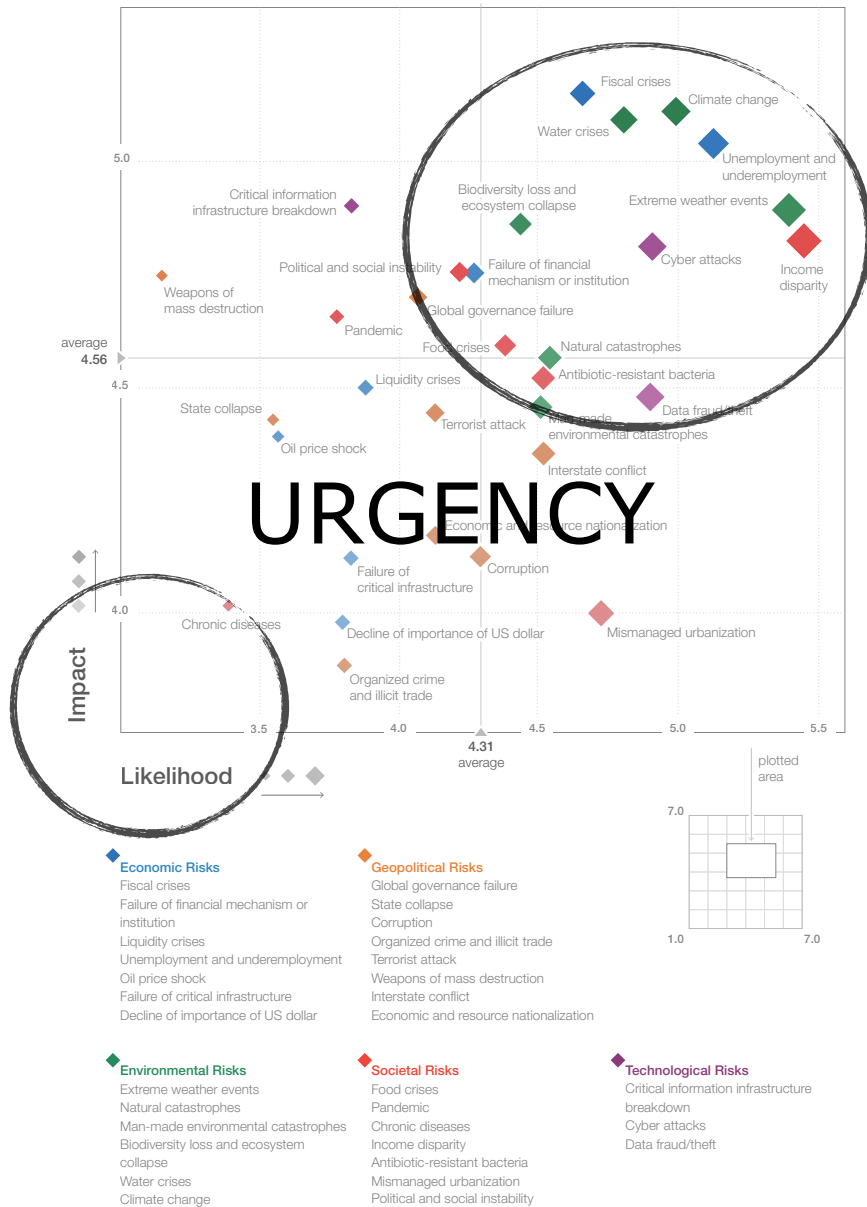 Fiscal crises
Climate change
Water crises
5.0
Unemployment and
underemployment
Biodiversity loss and
ecosystem collapse
Critical information
infrastructure breakdown
Extreme weather events
Cyber attacks
Income
disparity
Political and social instability
Failure of financial
mechanism or institution
Weapons of
mass destruction
Global governance failure
Pandemic
average
4.56
Food crises
Natural catastrophes
4.5
Liquidity crises
Antibiotic-resistant bacteria
State collapse
Data fraud/theft
Terrorist attack
Man-made
environmental catastrophes
Oil price shock
Interstate conflict
URGENCY
Economic and resource nationalization
Corruption
Failure of
critical infrastructure
4.0
Chronic diseases
Decline of importance of US dollar
Mismanaged urbanization
Impact
Organized crime
and illicit trade
3.5
4.0
4.5
5.0
5.5
4.31
average
Likelihood
plotted
area
7.0
1.0
7.0
Economic Risks
Fiscal crises
Failure of financial mechanism or
institution
Liquidity crises
Unemployment and underemployment
Oil price shock
Failure of critical infrastructure
Decline of importance of US dollar
Geopolitical Risks
Global governance failure
State collapse
Corruption
Organized crime and illicit trade
Terrorist attack
Weapons of mass destruction
Interstate conflict
Economic and resource nationalization
Environmental Risks
Extreme weather events
Natural catastrophes
Man-made environmental catastrophes
Biodiversity loss and ecosystem
collapse
Water crises
Climate change
Societal Risks
Food crises
Pandemic
Chronic diseases
Income disparity
Antibiotic-resistant bacteria
Mismanaged urbanization
Political and social instability
Technological Risks
Critical information infrastructure
breakdown
Cyber attacks
Data fraud/theft